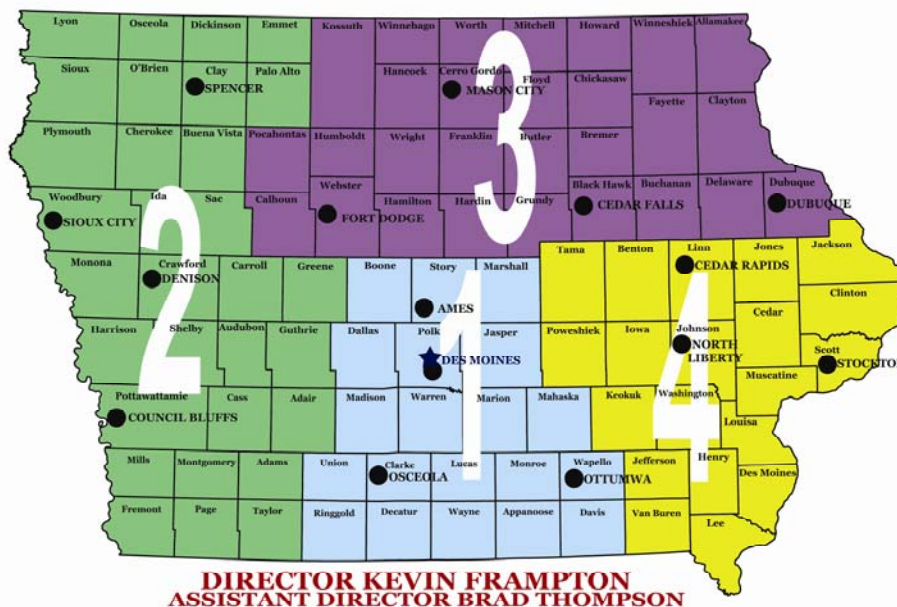 Lyon Osceola Dickinson Emmet Kossuth Winnebago Worth Mitchell Howard Winneshiek Allamakee
Sioux O'Brien Clay Palo Alto Hancock Cerro Gordo Floyd Chickasaw
SPENCER MASON CITY
3
Fayette Clayton
Plymouth Cherokee Buena Vista Pocahontas Humboldt Wright Franklin Butler Bremer
Woodbury Ida Sac Calhoun Webster Hamilton Hardin Grundy Black Hawk Buchanan Delaware Dubuque
SIOUX CITY FORT DODGE CEDAR FALLS DUBUQUE
2
Monona Crawford Carroll Greene Boone Story Marshall Tama Benton Linn Jones Jackson
DENISON CEDAR RAPIDS
AMES
1
4
Clinton
Harrison Shelby Audubon Guthrie Dallas Polk Jasper Poweshiek Iowa Johnson Cedar
DES MOINES NORTH LIBERTY
Scott
STOCKTO
Muscatine
Pottawattamie Cass Adair Madison Warren Marion Mahaska Keokuk Washington
COUNCIL BLUFFS
Louisa
Mills Montgomery Adams Union Clarke Lucas Monroe Wapello Jefferson Henry
OSCEOLA OTTUMWA
Des Moines
Fremont Page Taylor Ringgold Decatur Wayne Appanoose Davis Van Buren Lee
DIRECTOR KEVIN FRAMPTON
ASSISTANT DIRECTOR BRAD THOMPSON